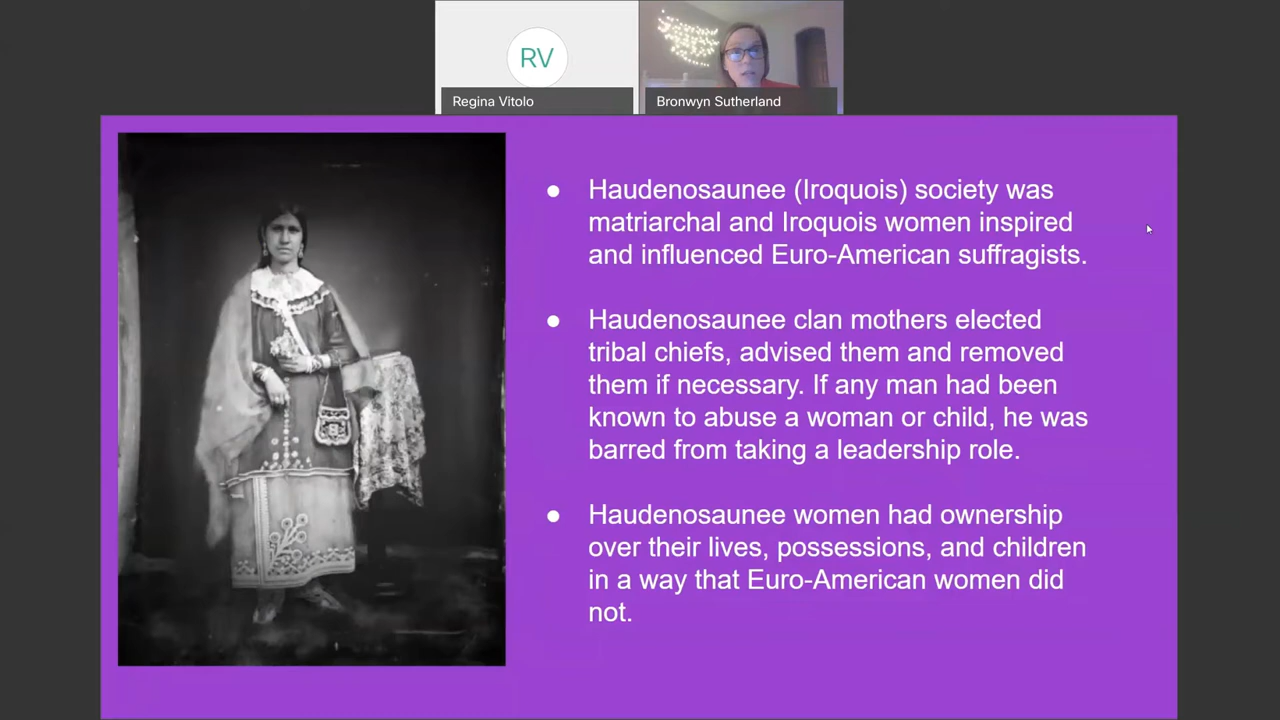 RV
Regina Vitolo
Bronwyn Sutherland
● Haudenosaunee (Iroquois) society was
matriarchal and Iroquois women inspired
and influenced Euro-American suffragists.
● Haudenosaunee clan mothers elected
tribal chiefs, advised them and removed
them if necessary. If any man had been
known to abuse a woman or child, he was
barred from taking a leadership role.
● Haudenosaunee women had ownership
over their lives, possessions, and children
in a way that Euro-American women did
not.